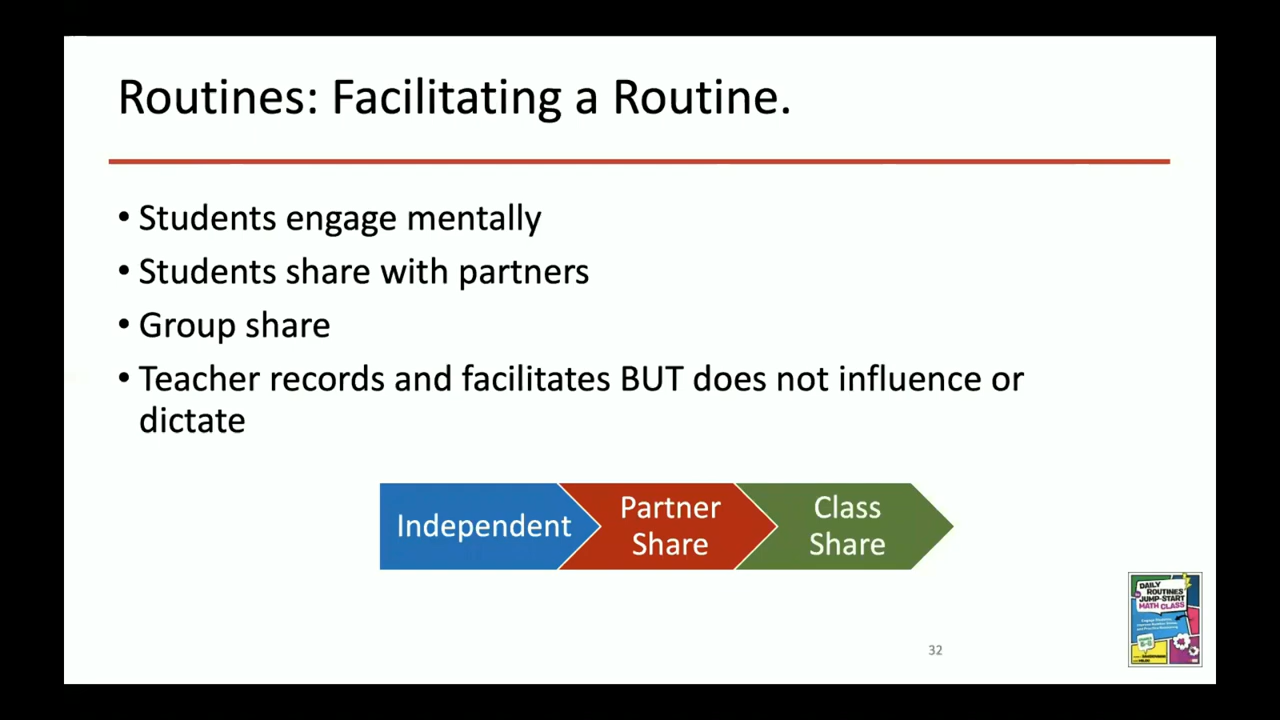 Routines: Facilitating a Routine.
• Students engage mentally
• Students share with partners
• Group share
• Teacher records and facilitates BUT does not influence or
dictate
Independent
Partner
Share
Class
Share
DAILY
ROUTINES
JUMP-START
MATH CLASS
32